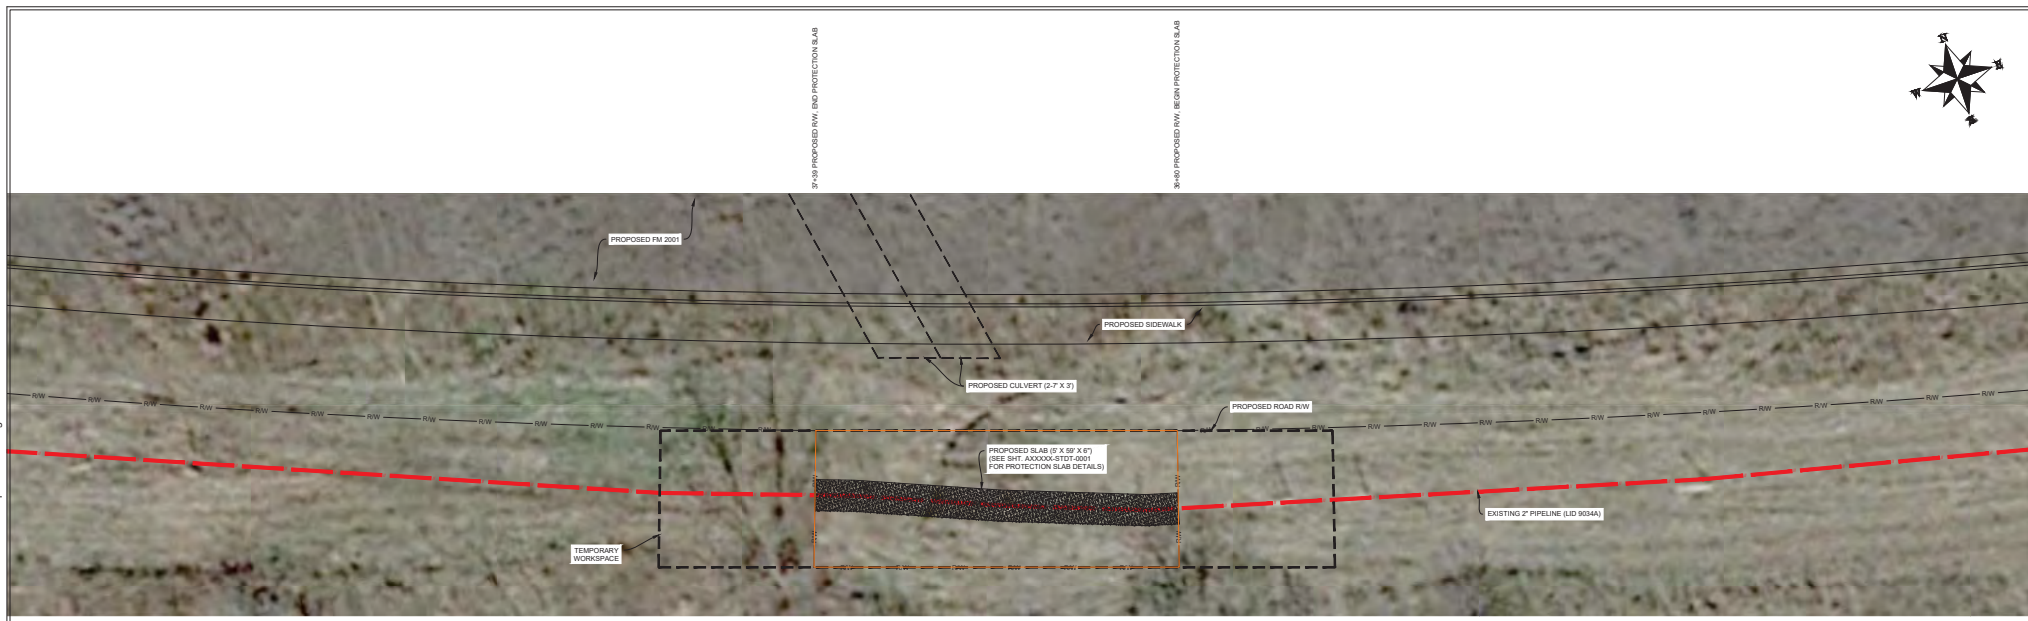 37+39 PROPOSED R/W, END PROTECTION SLAB
36+80 PROPOSED R/W, BEGIN PROTECTION SLAB
N
W
PROPOSED FM 2001
PROPOSED SIDEWALK
PROPOSED CULVERT (2-7' X 3')
PROPOSED ROAD R/W
R/W R/W R/W R/W R/W R/W R/W R/W R/W R/W R/W R/W R/W R/W R/W R/W R/W R/W R/W R/W R/W R/W R/W R/W R/W R/W
PROPOSED SLAB (5' X 59' X 6")
(SEE SHT. AXXXXX-STDT-0001
FOR PROTECTION SLAB DETAILS)
EXISTING 2" PIPELINE (LID 9034A)
TEMPORARY
WORKSPACE